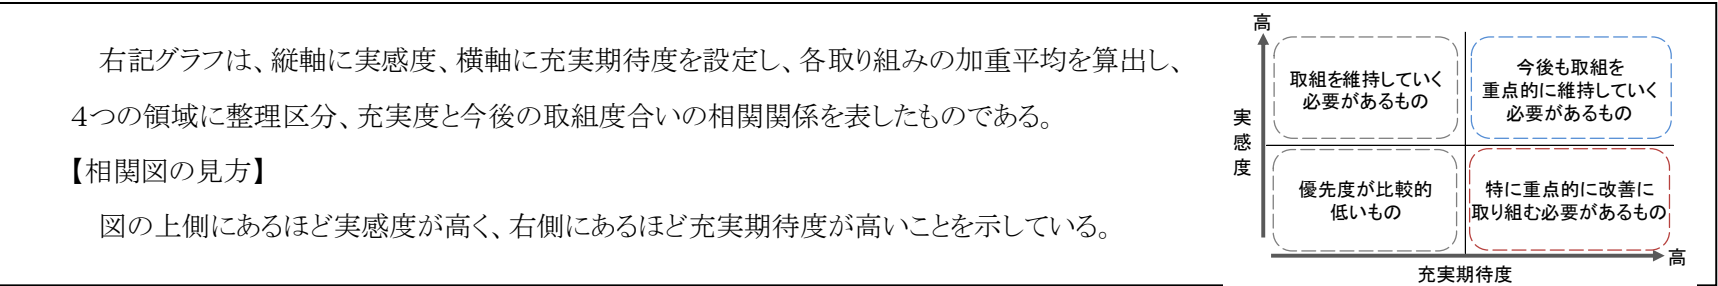 右記グラフは、縦軸に実感度、横軸に充実期待度を設定し、各取り組みの加重平均を算出し、
４つの領域に整理区分、充実度と今後の取組度合いの相関関係を表したものである。
【相関図の見方】
図の上側にあるほど実感度が高く、右側にあるほど充実期待度が高いことを示している。
高
実感度
取組を維持していく
必要があるもの
今後も取組を
重点的に維持していく
必要があるもの
優先度が比較的
低いもの
特に重点的に改善に
取り組む必要があるもの
高
充実期待度